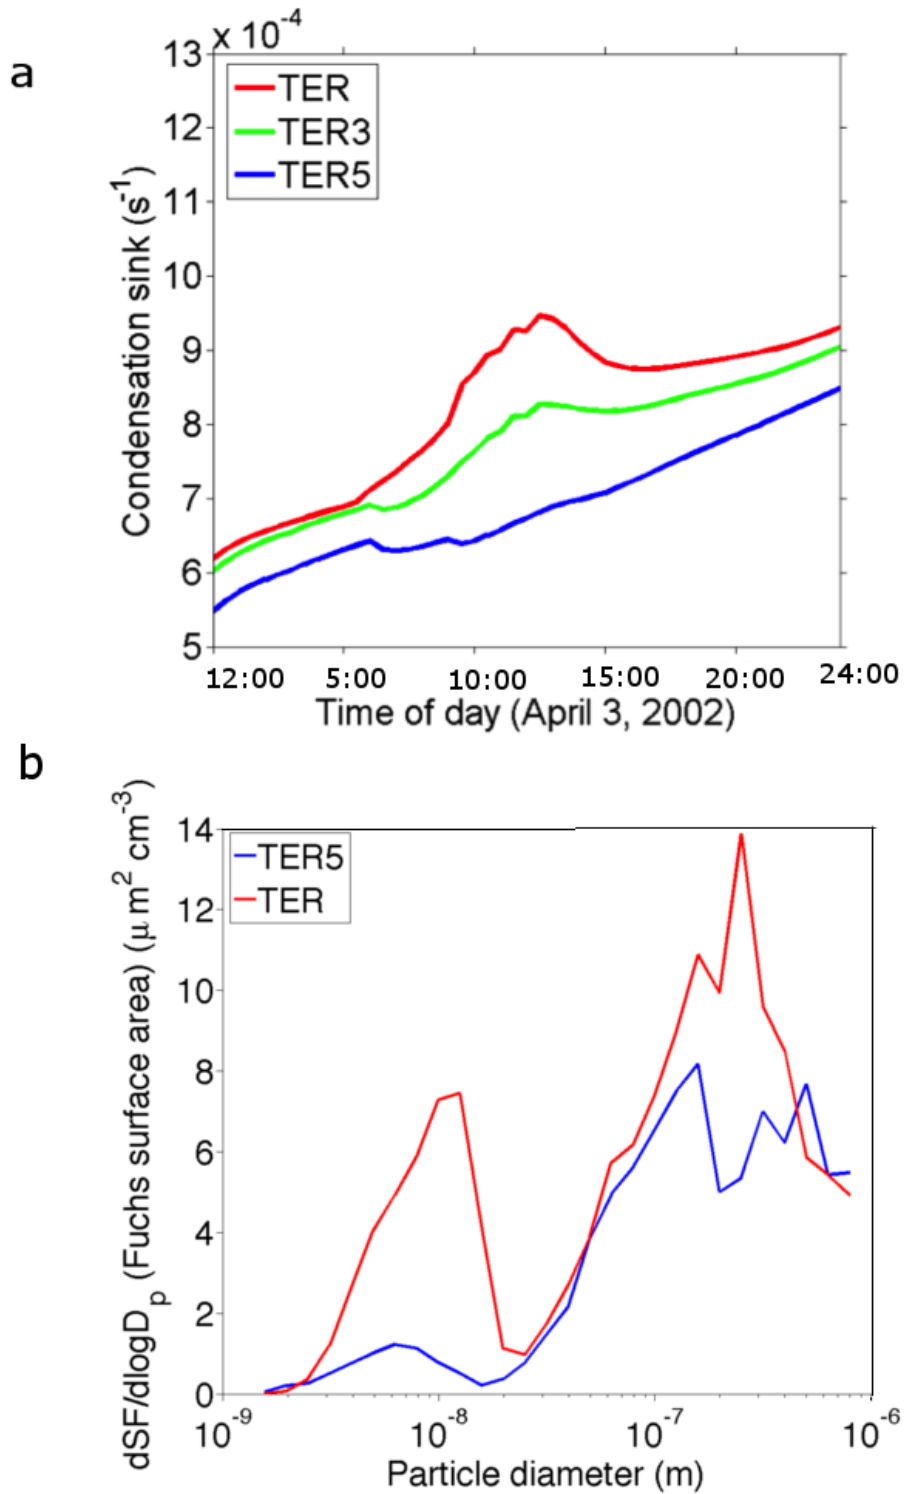 a
x 10⁻⁴
Condensation sink (s⁻¹)
13
12
11
10
9
8
7
6
5
TER
TER3
TER5
12:00 5:00 10:00 15:00 20:00 24:00
Time of day (April 3, 2002)
b
dSF/dlogDₚ (Fuchs surface area) (μ m² cm⁻³)
14
12
10
8
6
4
2
0
TER5
TER
10⁻⁹ 10⁻⁸ 10⁻⁷ 10⁻⁶
Particle diameter (m)